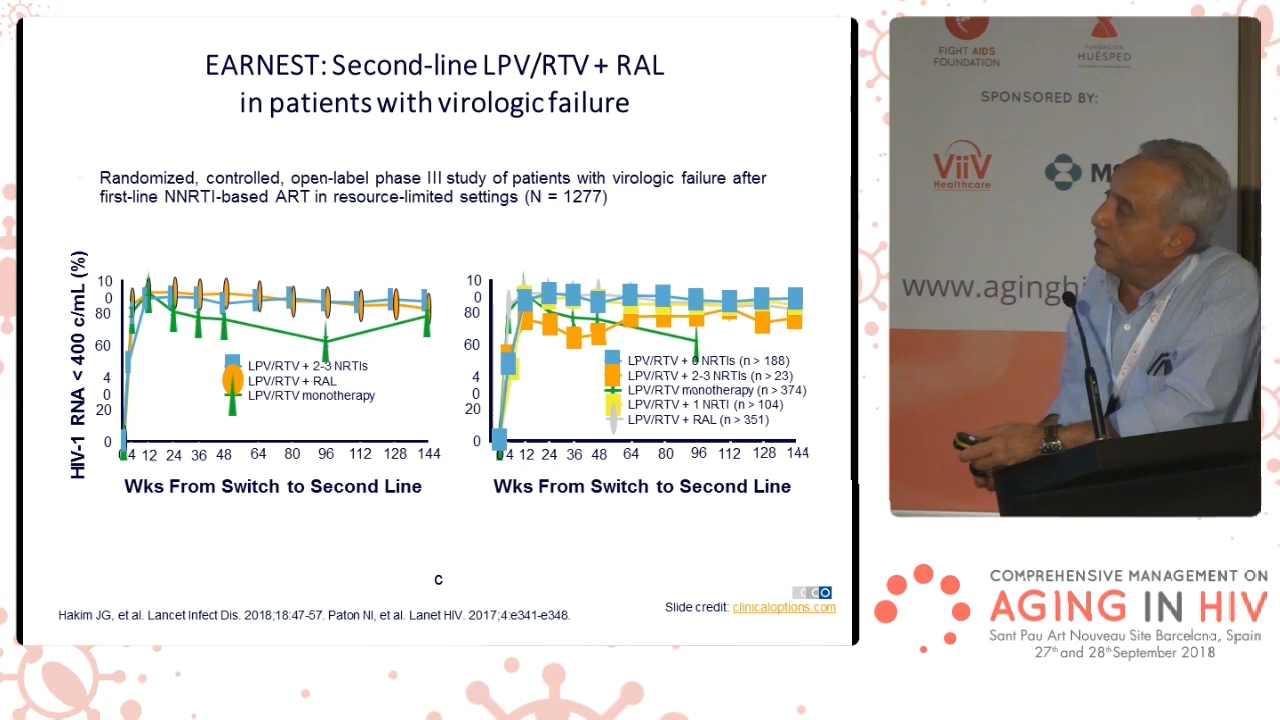 EARNEST: Second-line LPV/RTV + RAL
in patients with virologic failure
Randomized, controlled, open-label phase III study of patients with virologic failure after
first-line NNRTI-based ART in resource-limited settings (N = 1277)
HIV-1 RNA < 400 c/mL (%)
10
0
80
60
4
0
20
0
LPV/RTV + 2-3 NRTIs
LPV/RTV + RAL
LPV/RTV monotherapy
4 12 24 36 48 64 80 96 112 128 144
Wks From Switch to Second Line
10
0
80
60
4
0
20
0
LPV/RTV + 0 NRTIs (n > 188)
LPV/RTV + 2-3 NRTIs (n > 23)
LPV/RTV monotherapy (n > 374)
LPV/RTV + 1 NRTI (n > 104)
LPV/RTV + RAL (n > 351)
4 12 24 36 48 64 80 96 112 128 144
Wks From Switch to Second Line
c
CCO
Slide credit: clinicaloptions.com
Hakim JG, et al. Lancet Infect Dis. 2018;18:47-57. Paton NI, et al. Lanet HIV. 2017;4:e341-e348.
FIGHT AIDS
FOUNDATION
FUNDACIÓN
HUÉSPED
SPONSORED BY:
ViiV
Healthcare
MS
www.agingh
COMPREHENSIVE MANAGEMENT ON
AGING IN HIV
Sant Pau Art Nouveau Site Barcelona, Spain
27th and 28th September 2018